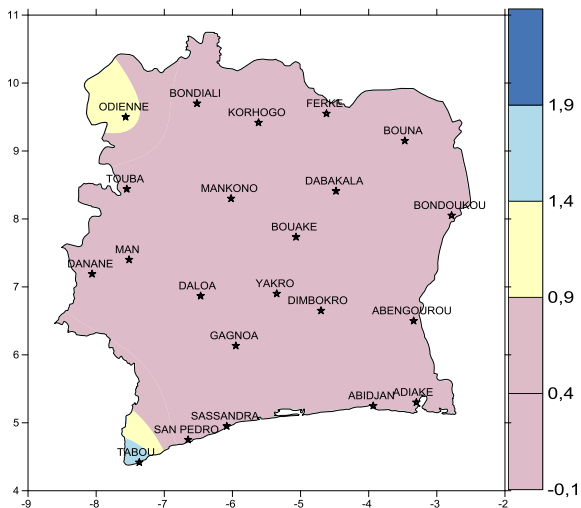 11
10
9
8
7
6
5
4
-9 -8 -7 -6 -5 -4 -3 -2
BONDIALI
ODIENNE
KORHOGO
FERKE
BOUNA
TOUBA
MANKONO
DABAKALA
BONDOUKOU
BOUAKE
MAN
DANANE
DALOA
YAKRO
DIMBOKRO
ABENGOUROU
GAGNOA
ABIDJAN
ADIAKE
SASSANDRA
SAN PEDRO
TABOU
1,9
1,4
0,9
0,4
-0,1